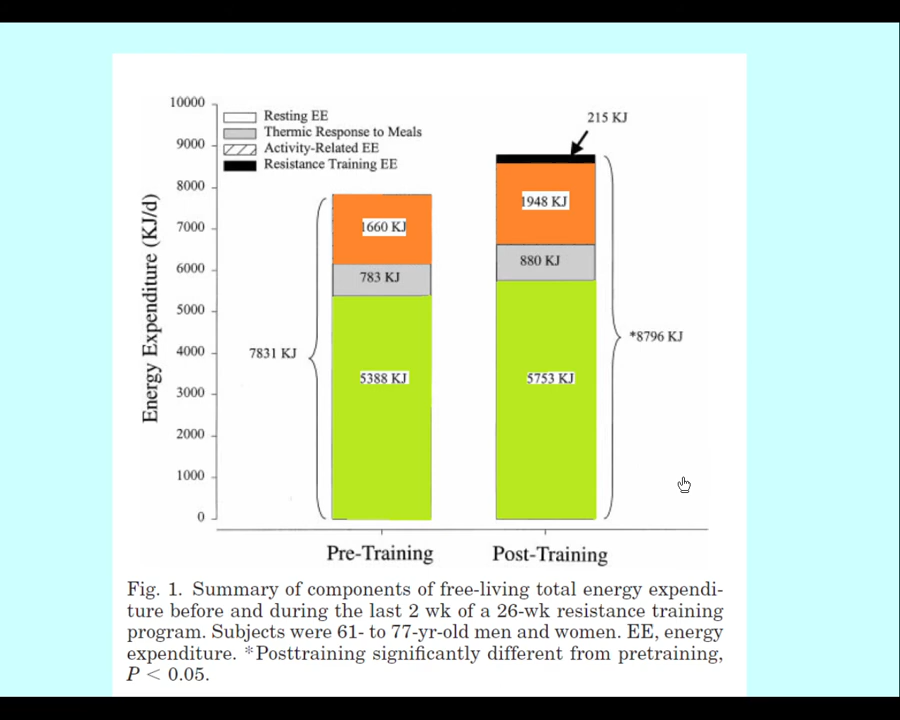 10000
9000
8000
7000
6000
5000
4000
3000
2000
1000
0
Energy Expenditure (KJ/d)
Resting EE
Thermic Response to Meals
Activity-Related EE
Resistance Training EE
215 KJ
1660 KJ
783 KJ
5388 KJ
7831 KJ
1948 KJ
880 KJ
5753 KJ
*8796 KJ
Pre-Training
Post-Training
Fig. 1. Summary of components of free-living total energy expendi-
ture before and during the last 2 wk of a 26-wk resistance training
program. Subjects were 61- to 77-yr-old men and women. EE, energy
expenditure. *Posttraining significantly different from pretraining,
P < 0.05.